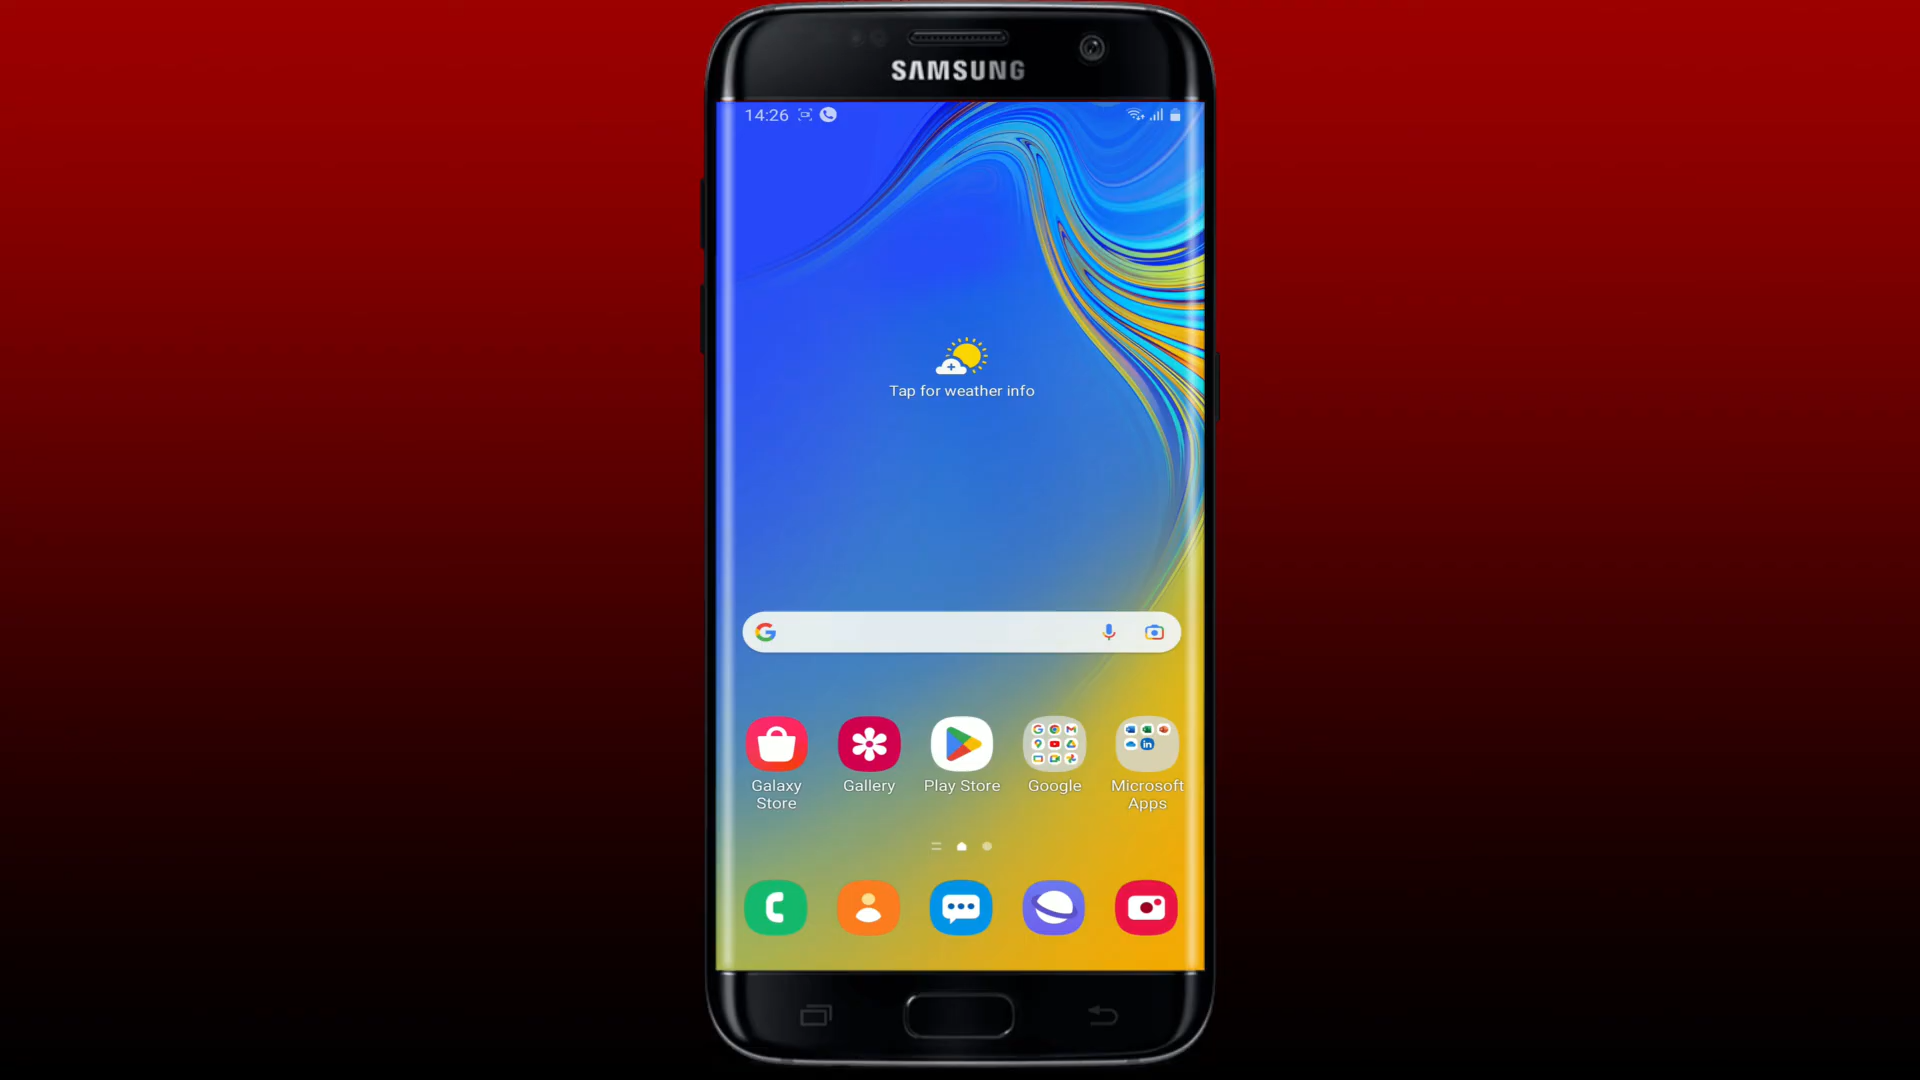 SAMSUNG
14:26
Tap for weather info
Galaxy
Store
Gallery
Play Store
Google
Microsoft
Apps